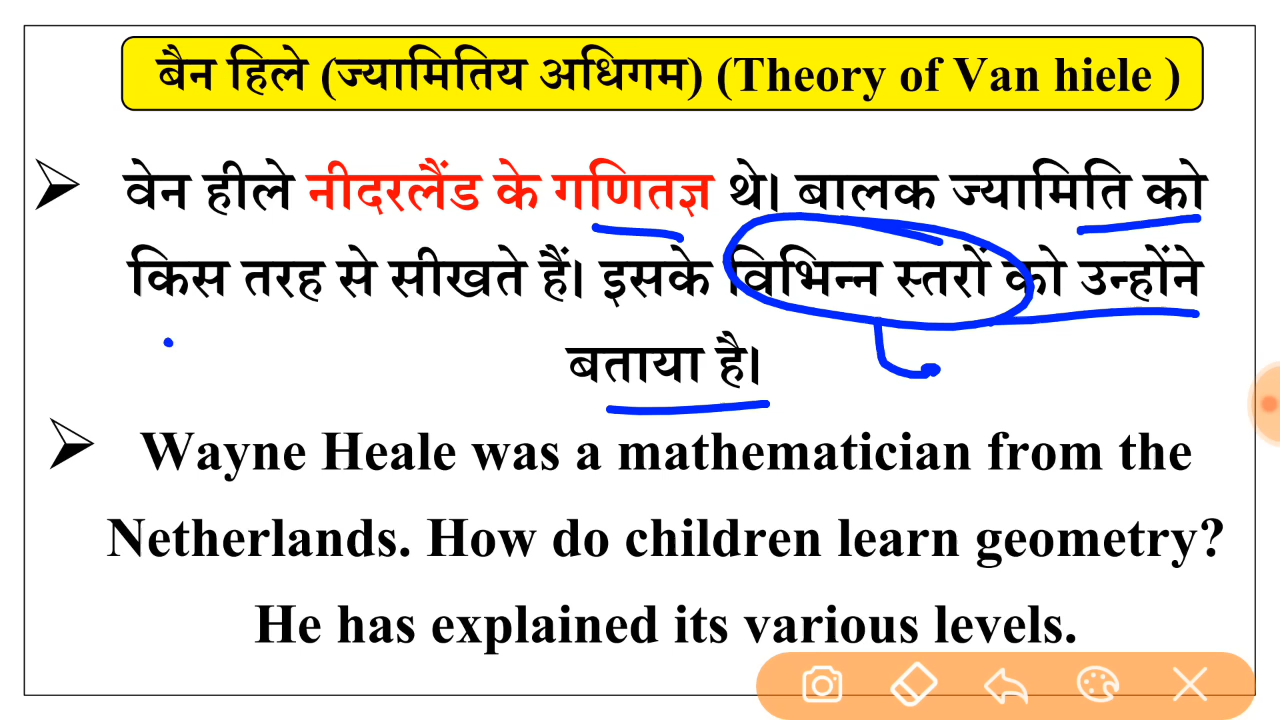 बैन हिले (ज्यामितिय अधिगम) (Theory of Van hiele )
वेन हीले नीदरलैंड के गणितज्ञ थे। बालक ज्यामिति को
किस तरह से सीखते हैं। इसके विभिन्न स्तरों को उन्होंने
बताया है।
Wayne Heale was a mathematician from the
Netherlands. How do children learn geometry?
He has explained its various levels.